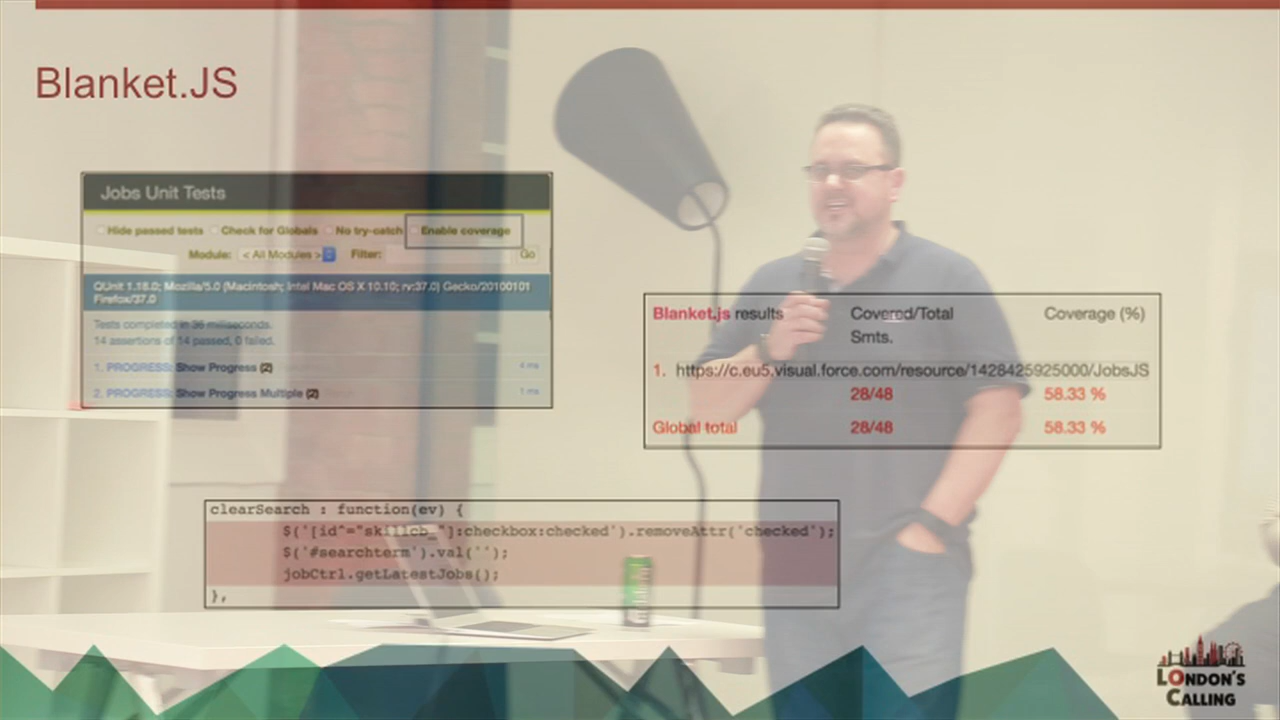 Blanket.JS
Jobs Unit Tests
Hide passed tests Check for Globals No try-catch Enable coverage
Module: < All Modules > Filter: Go
QUnit 1.18.0; Mozilla/5.0 (Macintosh; Intel Mac OS X 10.10; rv:37.0) Gecko/20100101
Firefox/37.0
Tests completed in 36 milliseconds.
14 assertions of 14 passed, 0 failed.
1. PROGRESS: Show Progress (2) 4 ms
2. PROGRESS: Show Progress Multiple (2) 1 ms
Blanket.js results Covered/Total Smts. Coverage (%)
1. https://c.eu5.visual.force.com/resource/1428425925000/JobsJS
28/48 58.33 %
Global total 28/48 58.33 %
clearSearch : function(ev) {
$('[id^="skillcb_"]:checkbox:checked').removeAttr('checked');
$('#searchterm').val('');
jobCtrl.getLatestJobs();
},
LONDON'S
CALLING